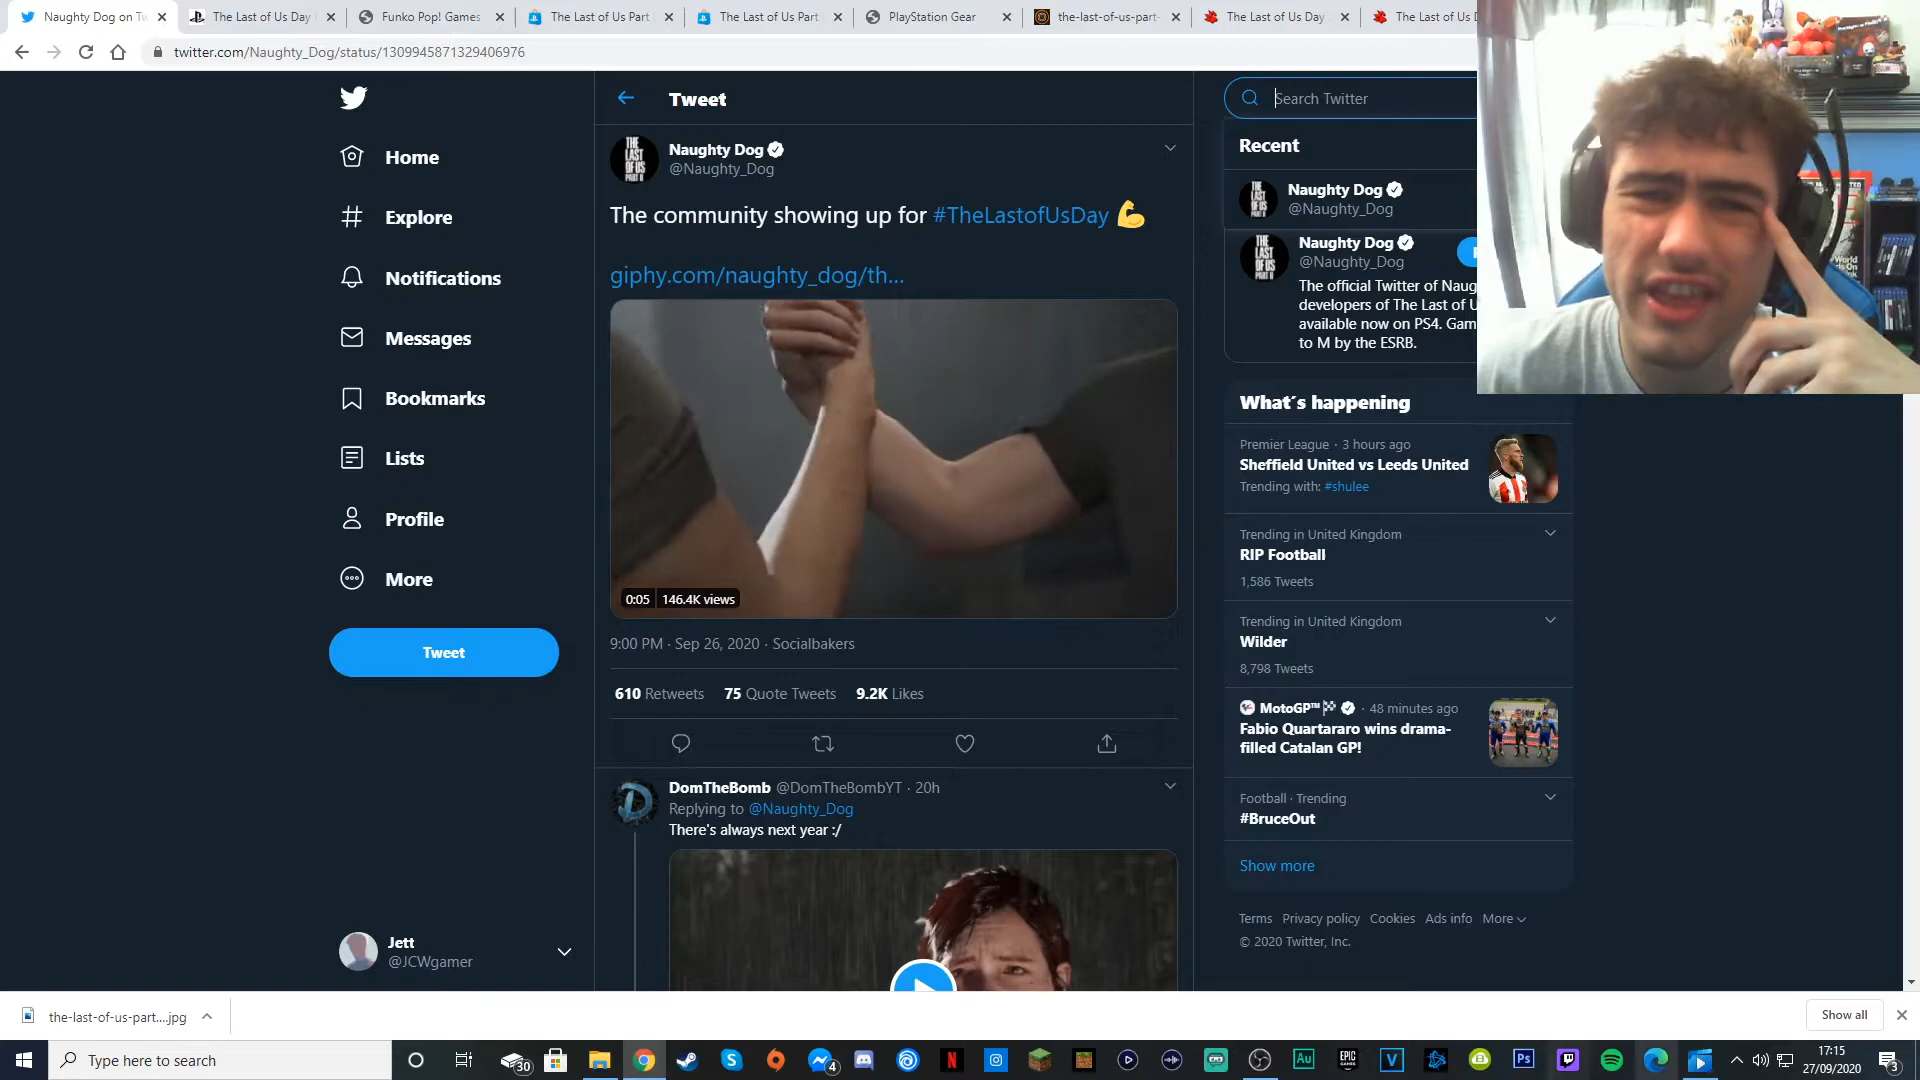 Naughty Dog on Tw
The Last of Us Day
Funko Pop! Games
The Last of Us Part
The Last of Us Part
PlayStation Gear
the-last-of-us-part-
The Last of Us Day
The Last of Us D
twitter.com/Naughty_Dog/status/1309945871329406976
Home
Explore
Notifications
Messages
Bookmarks
Lists
Profile
More
Tweet
Jett
@JCWgamer
Tweet
THE LAST OF US PART II
Naughty Dog
@Naughty_Dog
The community showing up for #TheLastofUsDay 💪
giphy.com/naughty_dog/th...
0:05 146.4K views
9:00 PM · Sep 26, 2020 · Socialbakers
610 Retweets 75 Quote Tweets 9.2K Likes
DomTheBomb @DomTheBombYT · 20h
Replying to @Naughty_Dog
There's always next year :/
Search Twitter
Recent
Naughty Dog
@Naughty_Dog
Naughty Dog
@Naughty_Dog
The official Twitter of Naug
developers of The Last of U
available now on PS4. Gam
to M by the ESRB.
What's happening
Premier League · 3 hours ago
Sheffield United vs Leeds United
Trending with: #shulee
Trending in United Kingdom
RIP Football
1,586 Tweets
Trending in United Kingdom
Wilder
8,798 Tweets
MotoGP™🏁 · 48 minutes ago
Fabio Quartararo wins drama-
filled Catalan GP!
Football · Trending
#BruceOut
Show more
Terms Privacy policy Cookies Ads info More
© 2020 Twitter, Inc.
the-last-of-us-part....jpg
Show all
Type here to search
30
4
17:15
27/09/2020
3